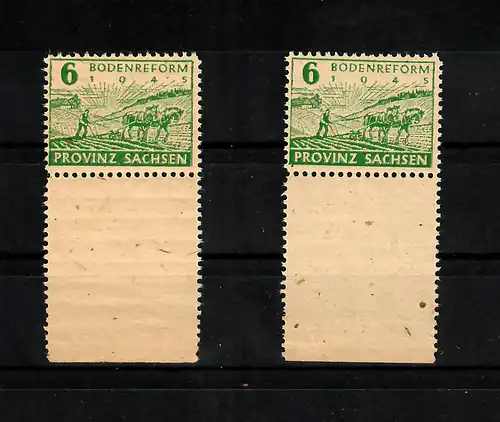 6 BODENREFORM
1945
PROVINZ SACHSEN
6 BODENREFORM
1945
PROVINZ SACHSEN